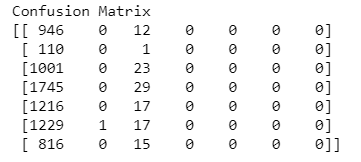 Confusion Matrix
[[ 946    0   12    0    0    0    0]
 [ 110    0    1    0    0    0    0]
 [1001    0   23    0    0    0    0]
 [1745    0   29    0    0    0    0]
 [1216    0   17    0    0    0    0]
 [1229    1   17    0    0    0    0]
 [ 816    0   15    0    0    0    0]]